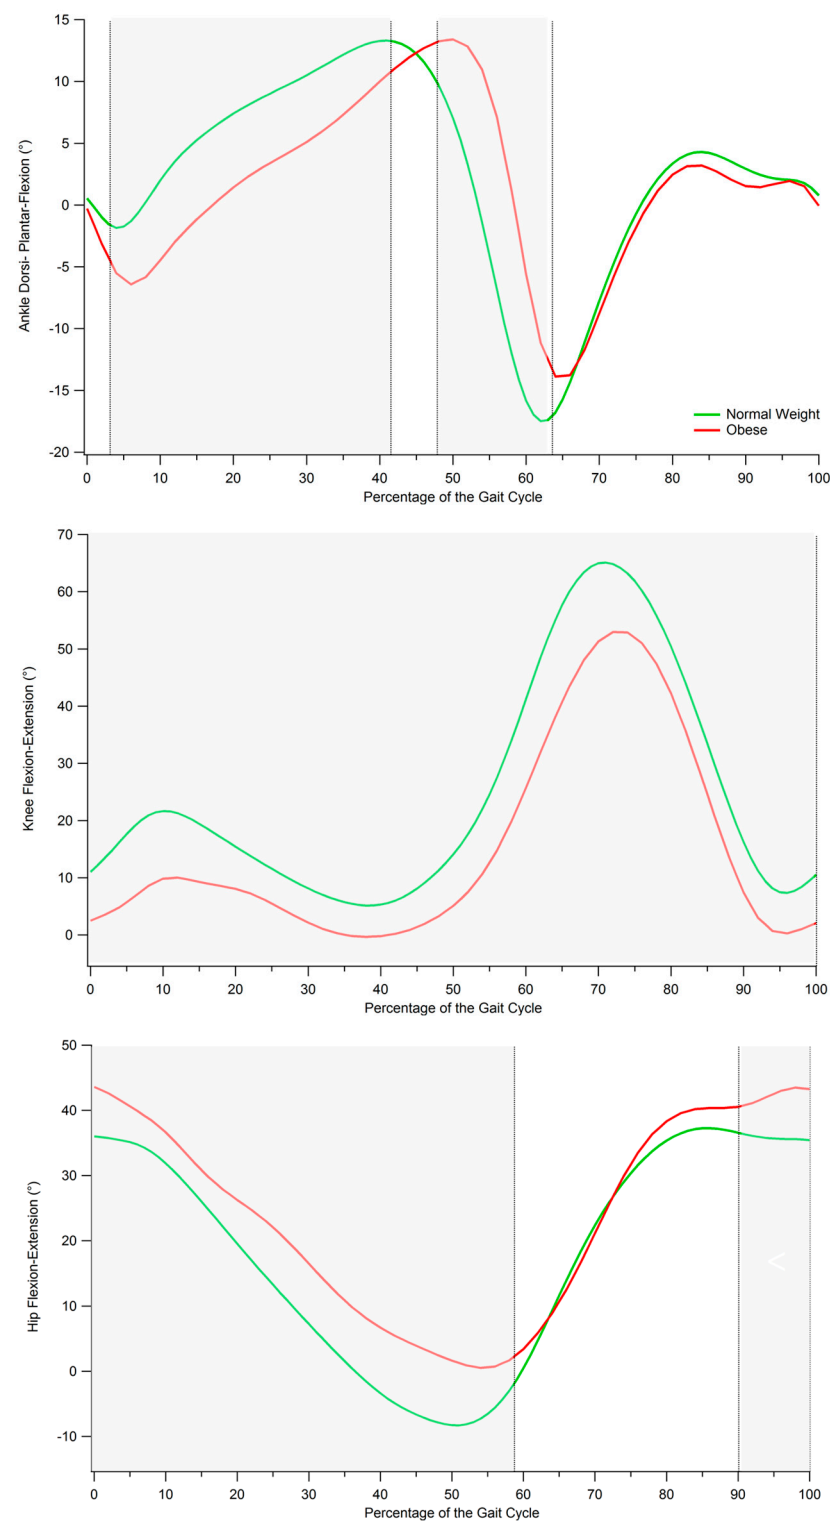 15
10
5
0
-5
-10
-15
-20
Ankle Dorsi- Plantar-Flexion (°)
Normal Weight
Obese
0 10 20 30 40 50 60 70 80 90 100
Percentage of the Gait Cycle
70
60
50
40
30
20
10
0
Knee Flexion-Extension (°)
0 10 20 30 40 50 60 70 80 90 100
Percentage of the Gait Cycle
50
40
30
20
10
0
-10
Hip Flexion-Extension (°)
<
0 10 20 30 40 50 60 70 80 90 100
Percentage of the Gait Cycle